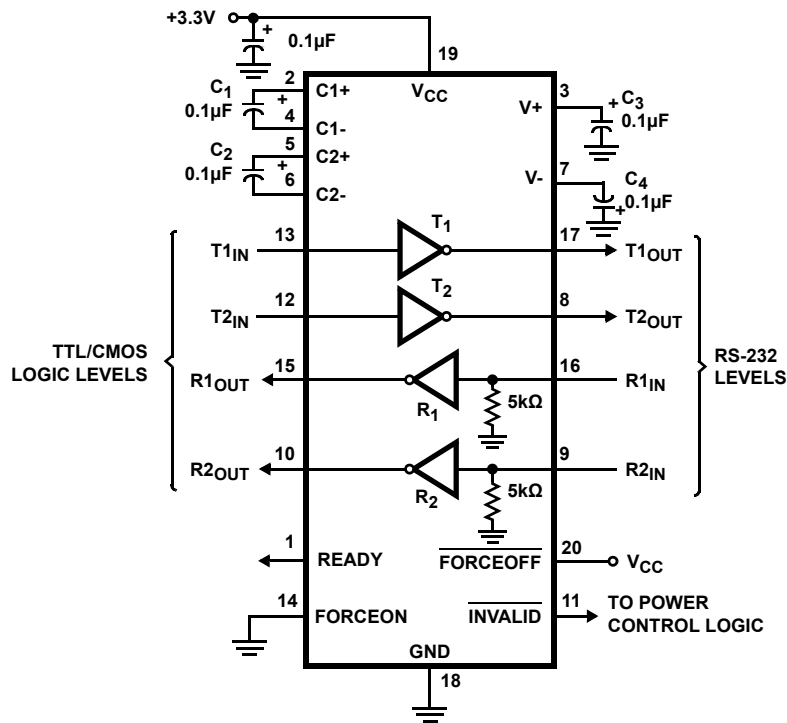 +3.3V
0.1µF
19
2
C1
0.1µF
C1+
VCC
3
V+
C3
0.1µF
4
C1-
5
C2
0.1µF
C2+
6
C2-
7
V-
C4
0.1µF
T1
13
17
T1IN
T1OUT
T2
12
8
T2IN
T2OUT
TTL/CMOS
LOGIC LEVELS
RS-232
LEVELS
15
16
R1OUT
R1IN
R1
5kΩ
10
9
R2OUT
R2IN
R2
5kΩ
1
READY
FORCEOFF
20
VCC
14
FORCEON
INVALID
11
TO POWER
CONTROL LOGIC
GND
18
+
+
+
+
+